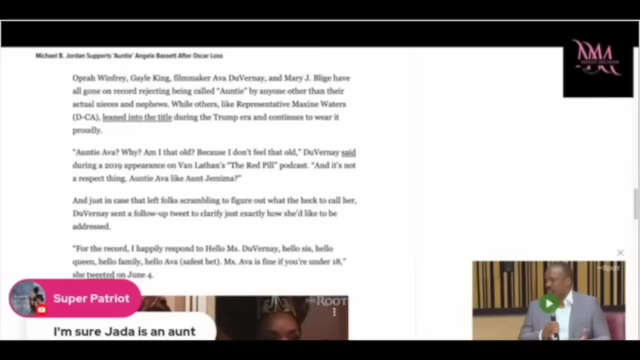 Michael B. Jordan Supports 'Auntie' Angela Bassett After Oscar Loss
NMA
Oprah Winfrey, Gayle King, filmmaker Ava DuVernay, and Mary J. Blige have
all gone on record rejecting being called "Auntie" by anyone other than their
actual nieces and nephews. While others, like Representative Maxine Waters
(D-CA), leaned into the title during the Trump era and continues to wear it
proudly.
"Auntie Ava? Why? Am I that old? Because I don't feel that old," DuVernay said
during a 2019 appearance on Van Lathan's "The Red Pill" podcast. "And it's not
a respect thing. Auntie Ava like Aunt Jemima?"
And just in case that left folks scrambling to figure out what the heck to call her,
DuVernay sent a follow-up tweet to clarify just exactly how she'd like to be
addressed.
"For the record, I happily respond to Hello Ms. DuVernay, hello sis, hello
queen, hello family, hello Ava (safest bet). Ms. Ava is fine if you're under 18,"
she tweeted on June 4.
Super Patriot
ROOT
ROOT
I'm sure Jada is an aunt